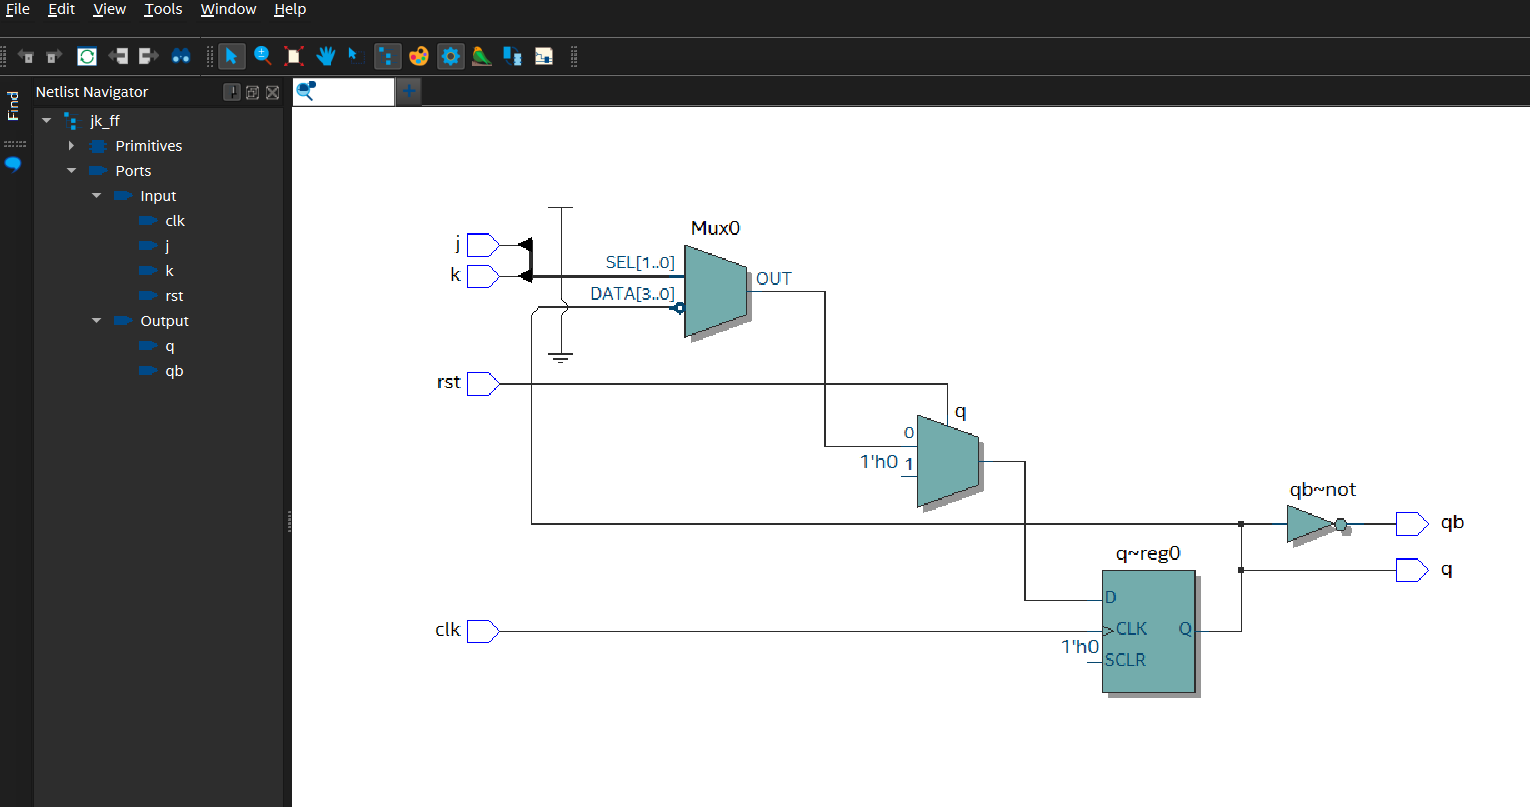 File Edit View Tools Window Help
Find
Netlist Navigator
jk_ff
Primitives
Ports
Input
clk
j
k
rst
Output
q
qb
Mux0
j
k
SEL[1..0]
DATA[3..0]
OUT
rst
q
0
1'h0 1
qb~not
qb
q~reg0
q
D
clk
CLK Q
1'h0
SCLR